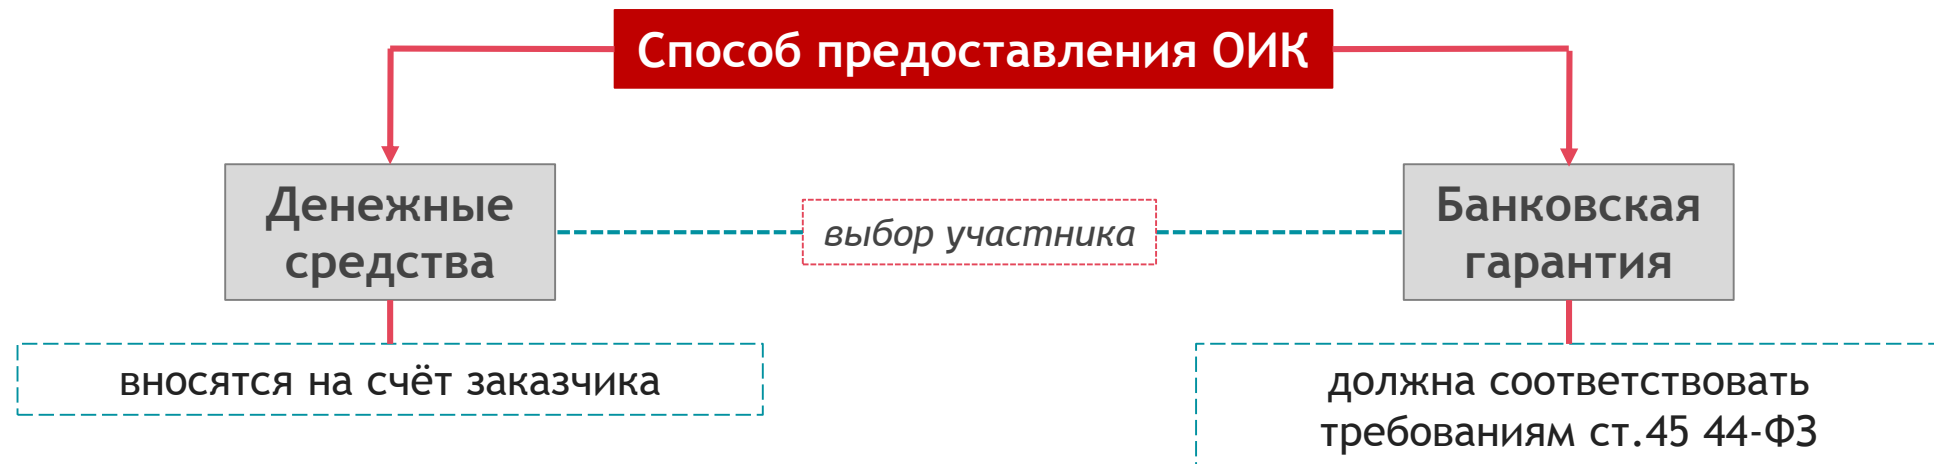 Способ предоставления ОИК
Денежные
средства
выбор участника
Банковская
гарантия
вносятся на счёт заказчика
должна соответствовать
требованиям ст.45 44-ФЗ